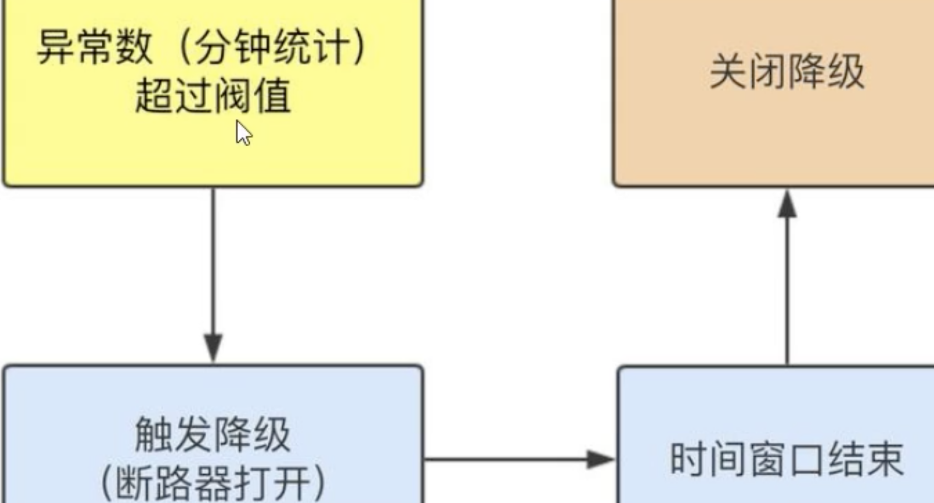 异常数（分钟统计）
超过阀值
关闭降级
触发降级
（断路器打开）
时间窗口结束